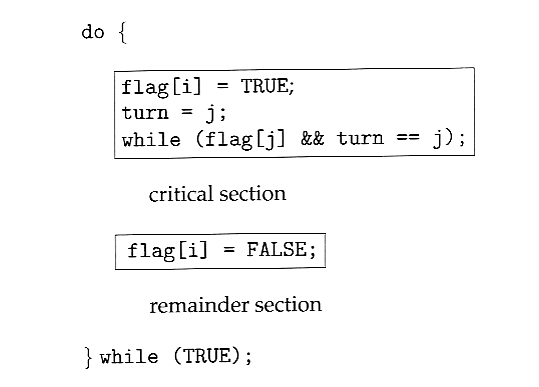 do {
flag[i] = TRUE;
turn = j;
while (flag[j] && turn == j);
critical section
flag[i] = FALSE;
remainder section
} while (TRUE);